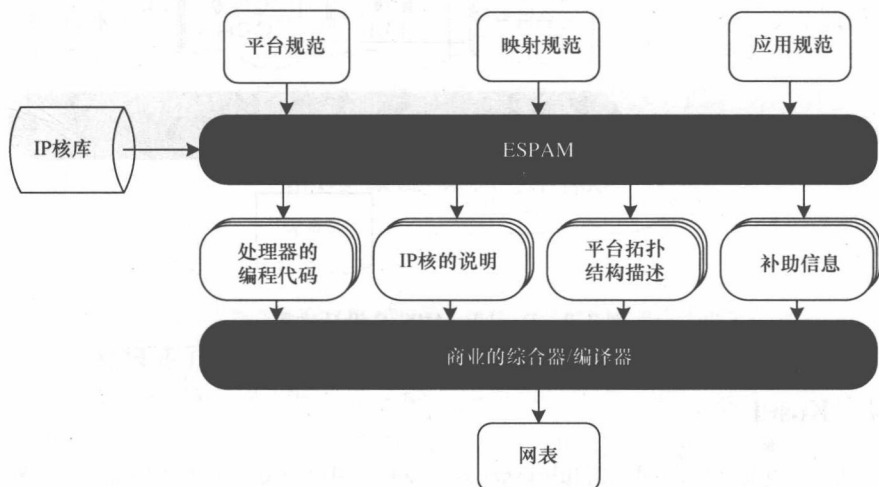 平台规范
映射规范
应用规范
IP核库
ESPAM
处理器的
编程代码
IP核的说明
平台拓扑
结构描述
补助信息
商业的综合器/编译器
网表